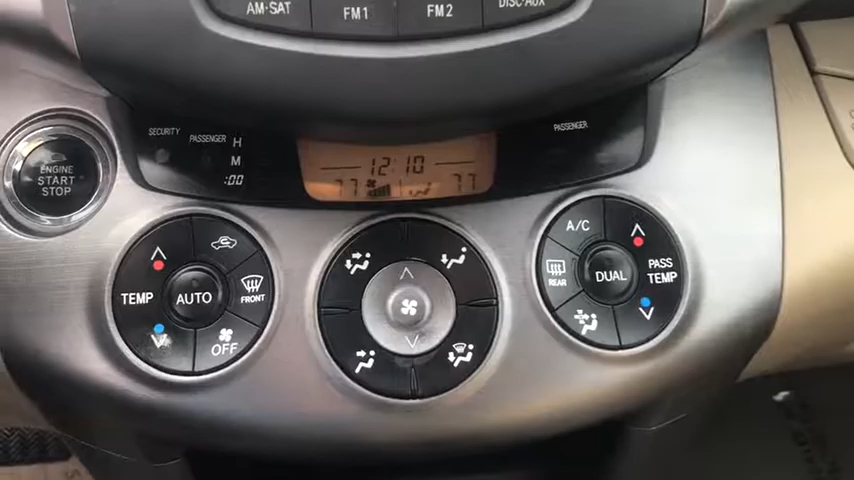 AM·SAT FM1 FM2 DISC·AUX
SECURITY PASSENGER H
M
:00
PASSENGER
12:10
77 77
ENGINE
START
STOP
TEMP AUTO FRONT
OFF
A/C
REAR DUAL PASS
TEMP